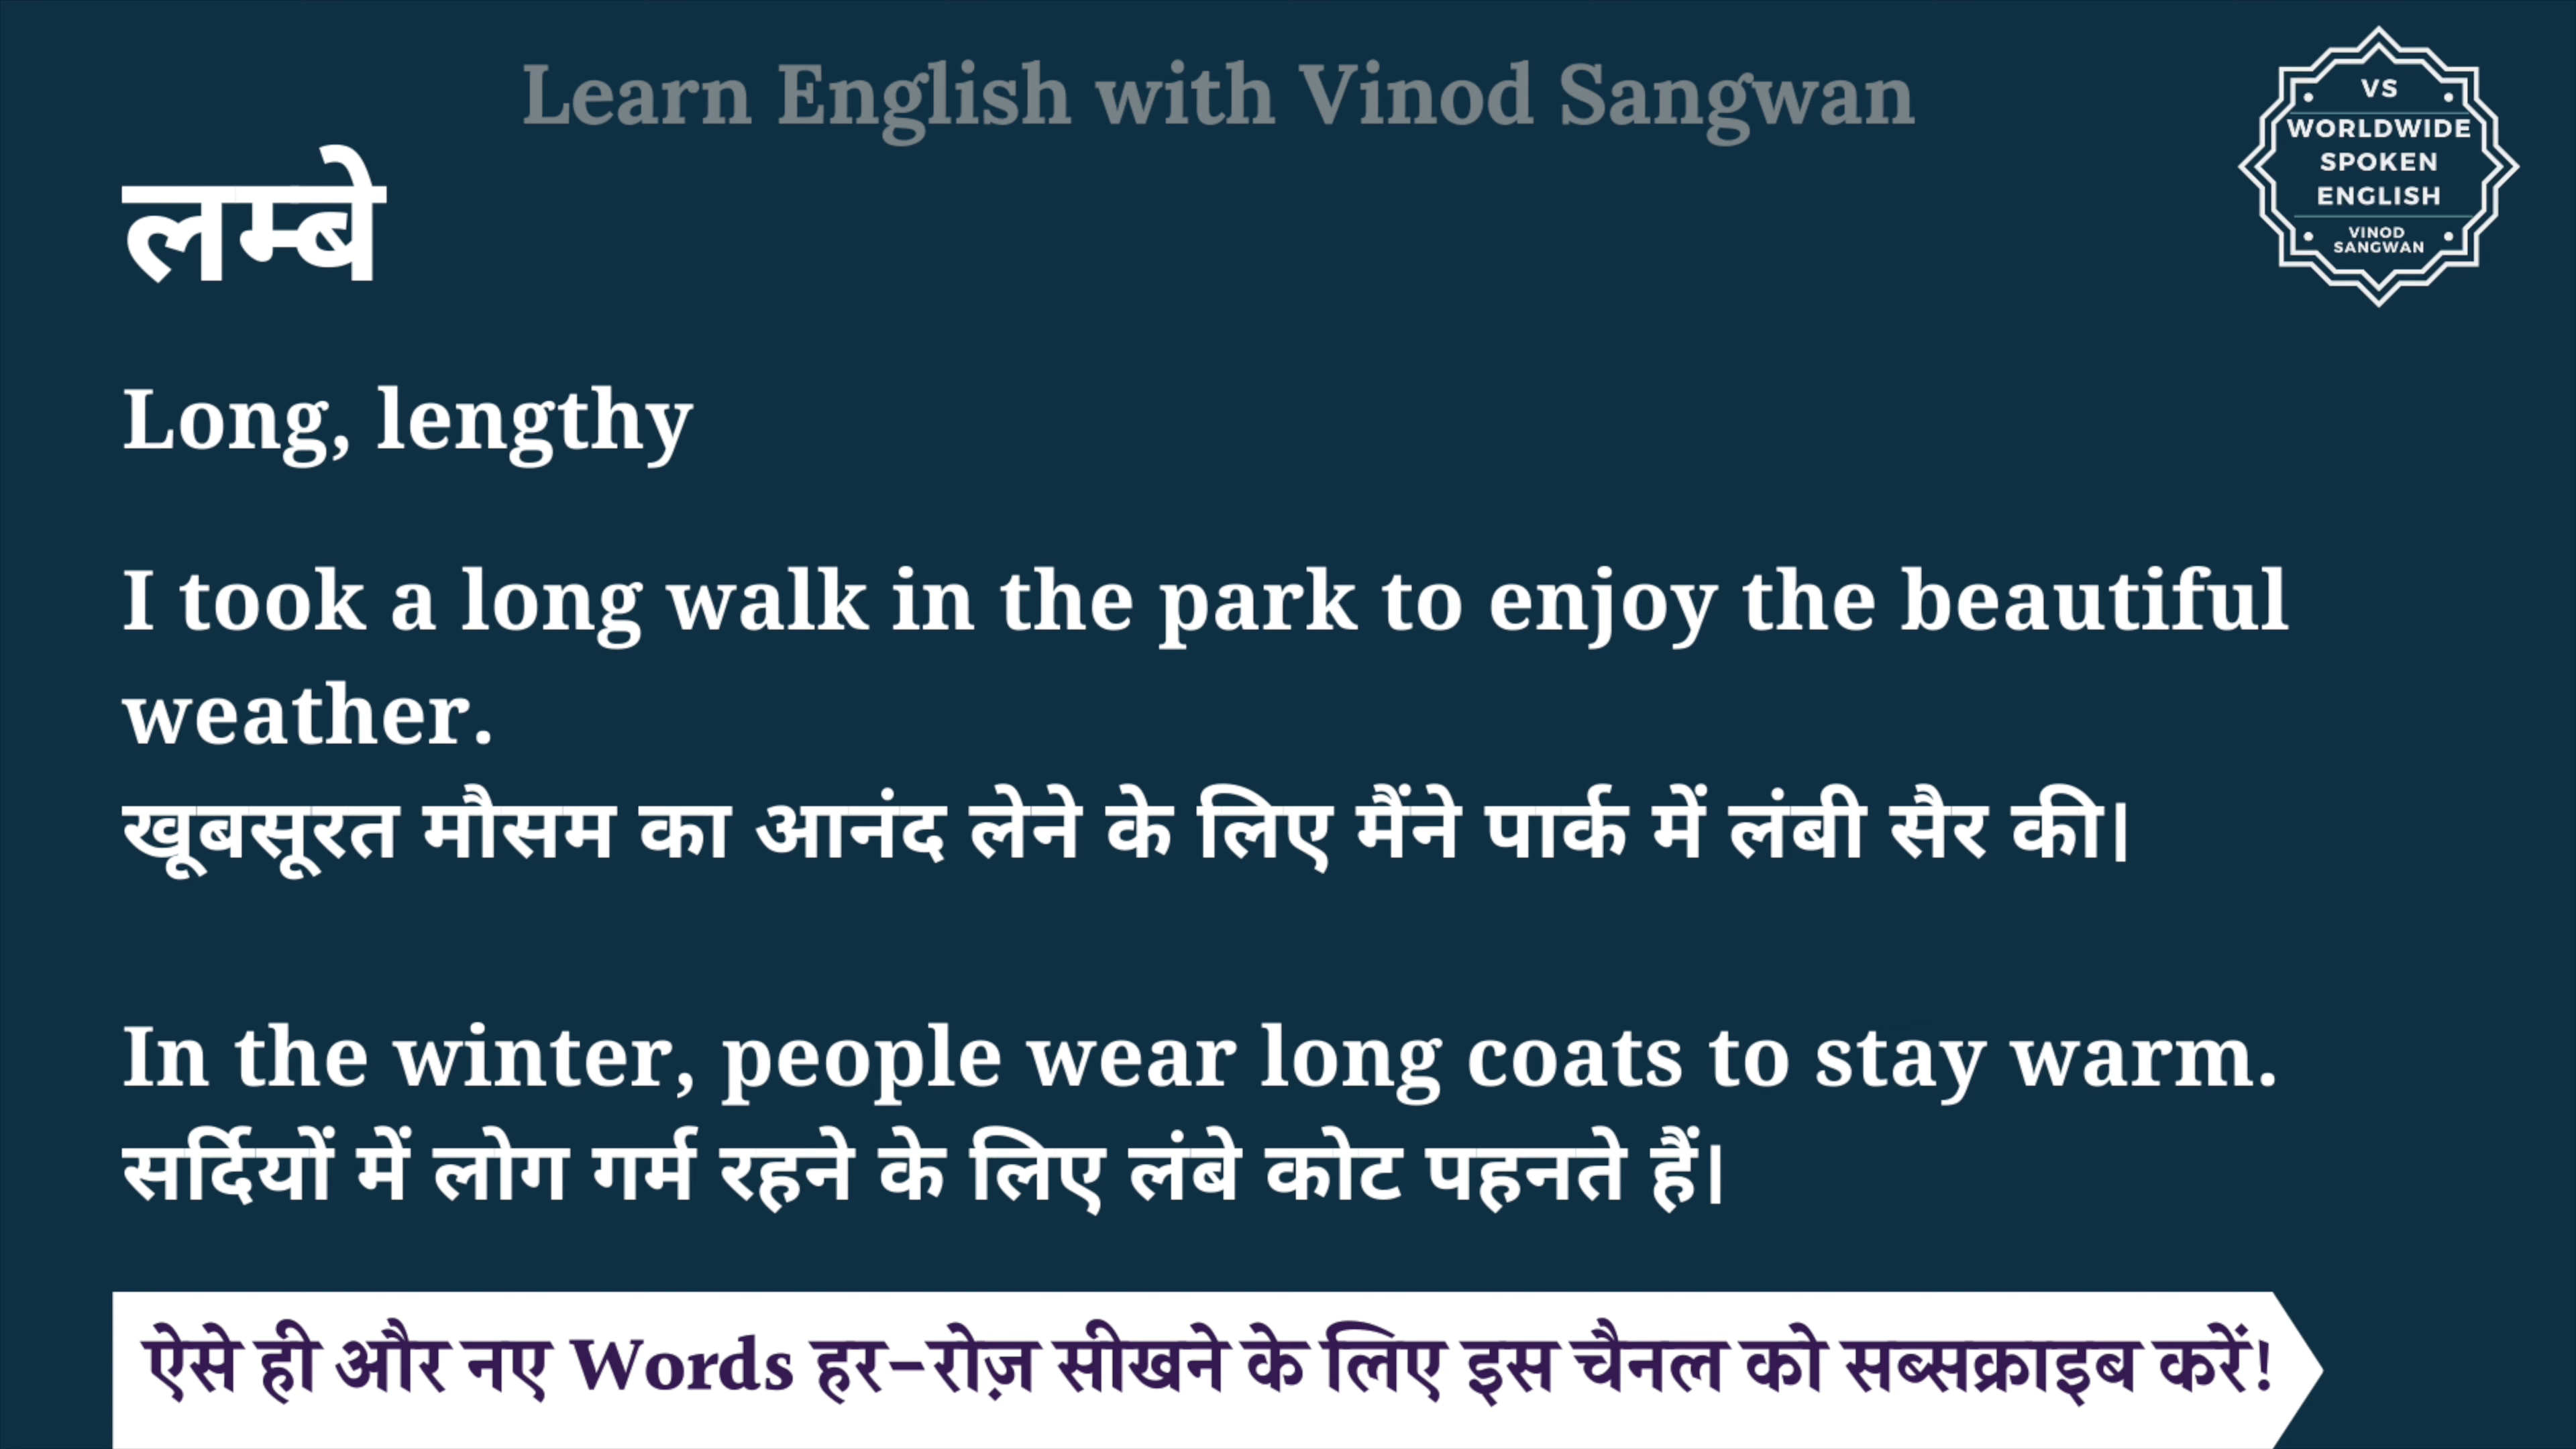 Learn English with Vinod Sangwan
VS
WORLDWIDE
SPOKEN
ENGLISH
VINOD
SANGWAN
लम्बे
Long, lengthy
I took a long walk in the park to enjoy the beautiful
weather.
खूबसूरत मौसम का आनंद लेने के लिए मैंने पार्क में लंबी सैर की।
In the winter, people wear long coats to stay warm.
सर्दियों में लोग गर्म रहने के लिए लंबे कोट पहनते हैं।
ऐसे ही और नए Words हर-रोज़ सीखने के लिए इस चैनल को सब्सक्राइब करें!